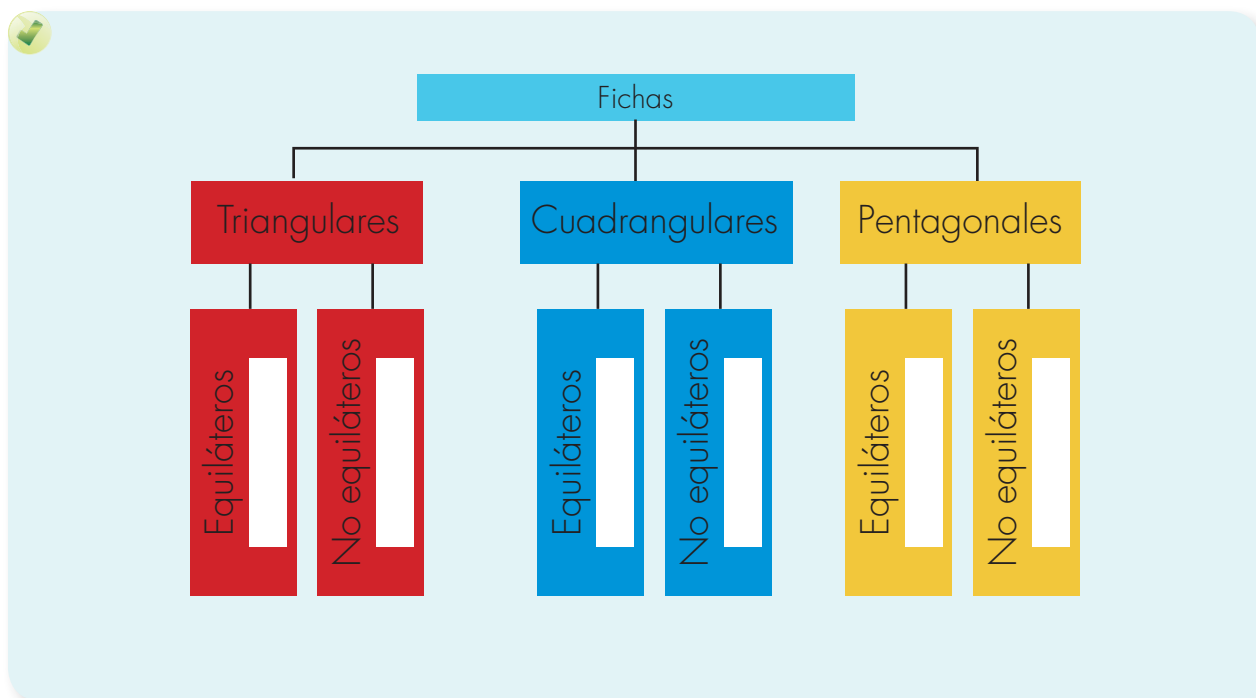 Fichas
Triangulares
Cuadrangulares
Pentagonales
Equiláteros
No equiláteros
Equiláteros
No equiláteros
Equiláteros
No equiláteros